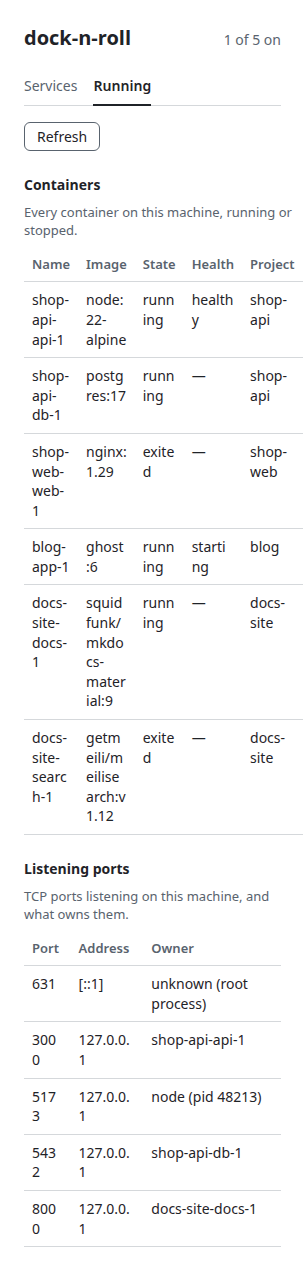 dock-n-roll 1 of 5 on
Services Running
Refresh
Containers
Every container on this machine, running or
stopped.
Name Image State Health Project
shop- node: runn health shop-
api- 22- ing y api
api-1 alpine
shop- postg runn — shop-
api- res:17 ing api
db-1
shop- nginx: exite — shop-
web- 1.29 d web
web-
1
blog- ghost runn starti blog
app-1 :6 ing ng
docs- squid runn — docs-
site- funk/ ing site
docs- mkdo
1 cs-
mater
ial:9
docs- getm exite — docs-
site- eili/m d site
searc eilise
h-1 arch:v
1.12
Listening ports
TCP ports listening on this machine, and
what owns them.
Port Address Owner
631 [::1] unknown (root
process)
300 127.0.0. shop-api-api-1
0 1
517 127.0.0. node (pid 48213)
3 1
543 127.0.0. shop-api-db-1
2 1
800 127.0.0. docs-site-docs-1
0 1